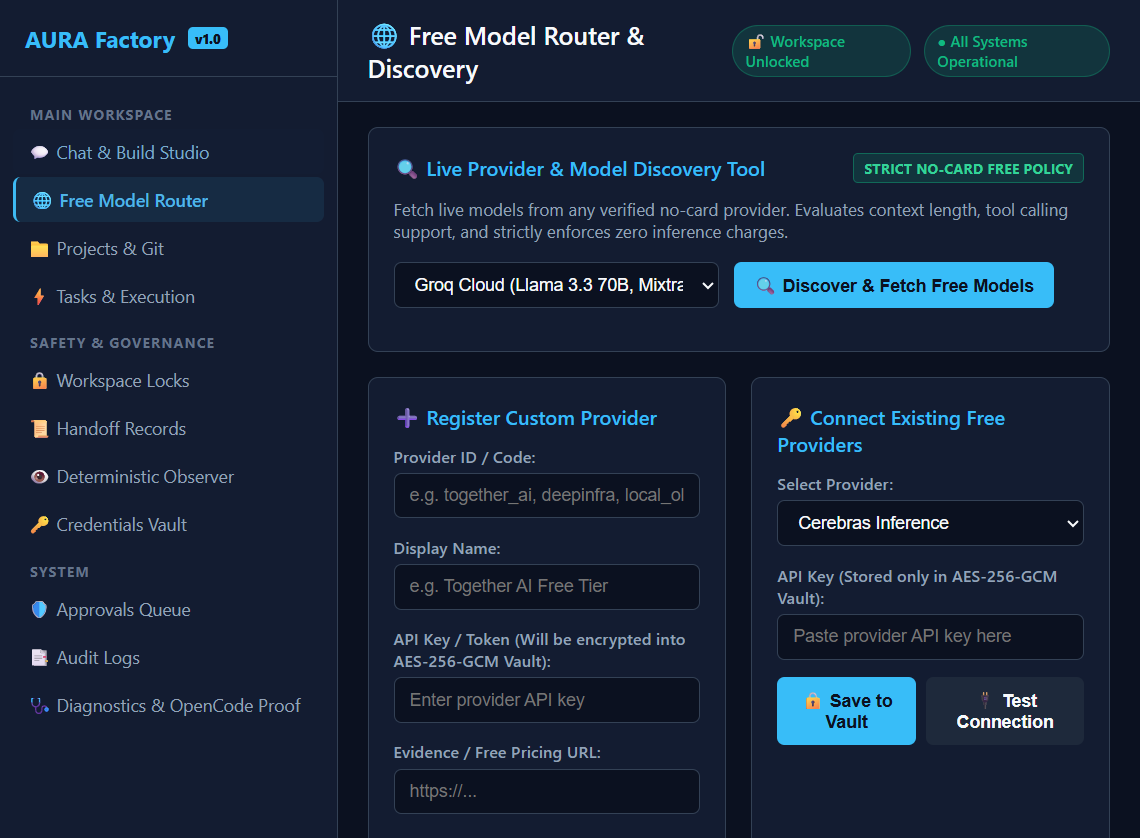 AURA Factory v1.0
MAIN WORKSPACE
Chat & Build Studio
Free Model Router
Projects & Git
Tasks & Execution
SAFETY & GOVERNANCE
Workspace Locks
Handoff Records
Deterministic Observer
Credentials Vault
SYSTEM
Approvals Queue
Audit Logs
Diagnostics & OpenCode Proof
Free Model Router &
Discovery
Workspace
Unlocked
● All Systems
Operational
Live Provider & Model Discovery Tool
STRICT NO-CARD FREE POLICY
Fetch live models from any verified no-card provider. Evaluates context length, tool calling
support, and strictly enforces zero inference charges.
Groq Cloud (Llama 3.3 70B, Mixtra
Discover & Fetch Free Models
Register Custom Provider
Provider ID / Code:
e.g. together_ai, deepinfra, local_ol
Display Name:
e.g. Together AI Free Tier
API Key / Token (Will be encrypted into
AES-256-GCM Vault):
Enter provider API key
Evidence / Free Pricing URL:
https://...
Connect Existing Free
Providers
Select Provider:
Cerebras Inference
API Key (Stored only in AES-256-GCM
Vault):
Paste provider API key here
Save to
Vault
Test
Connection